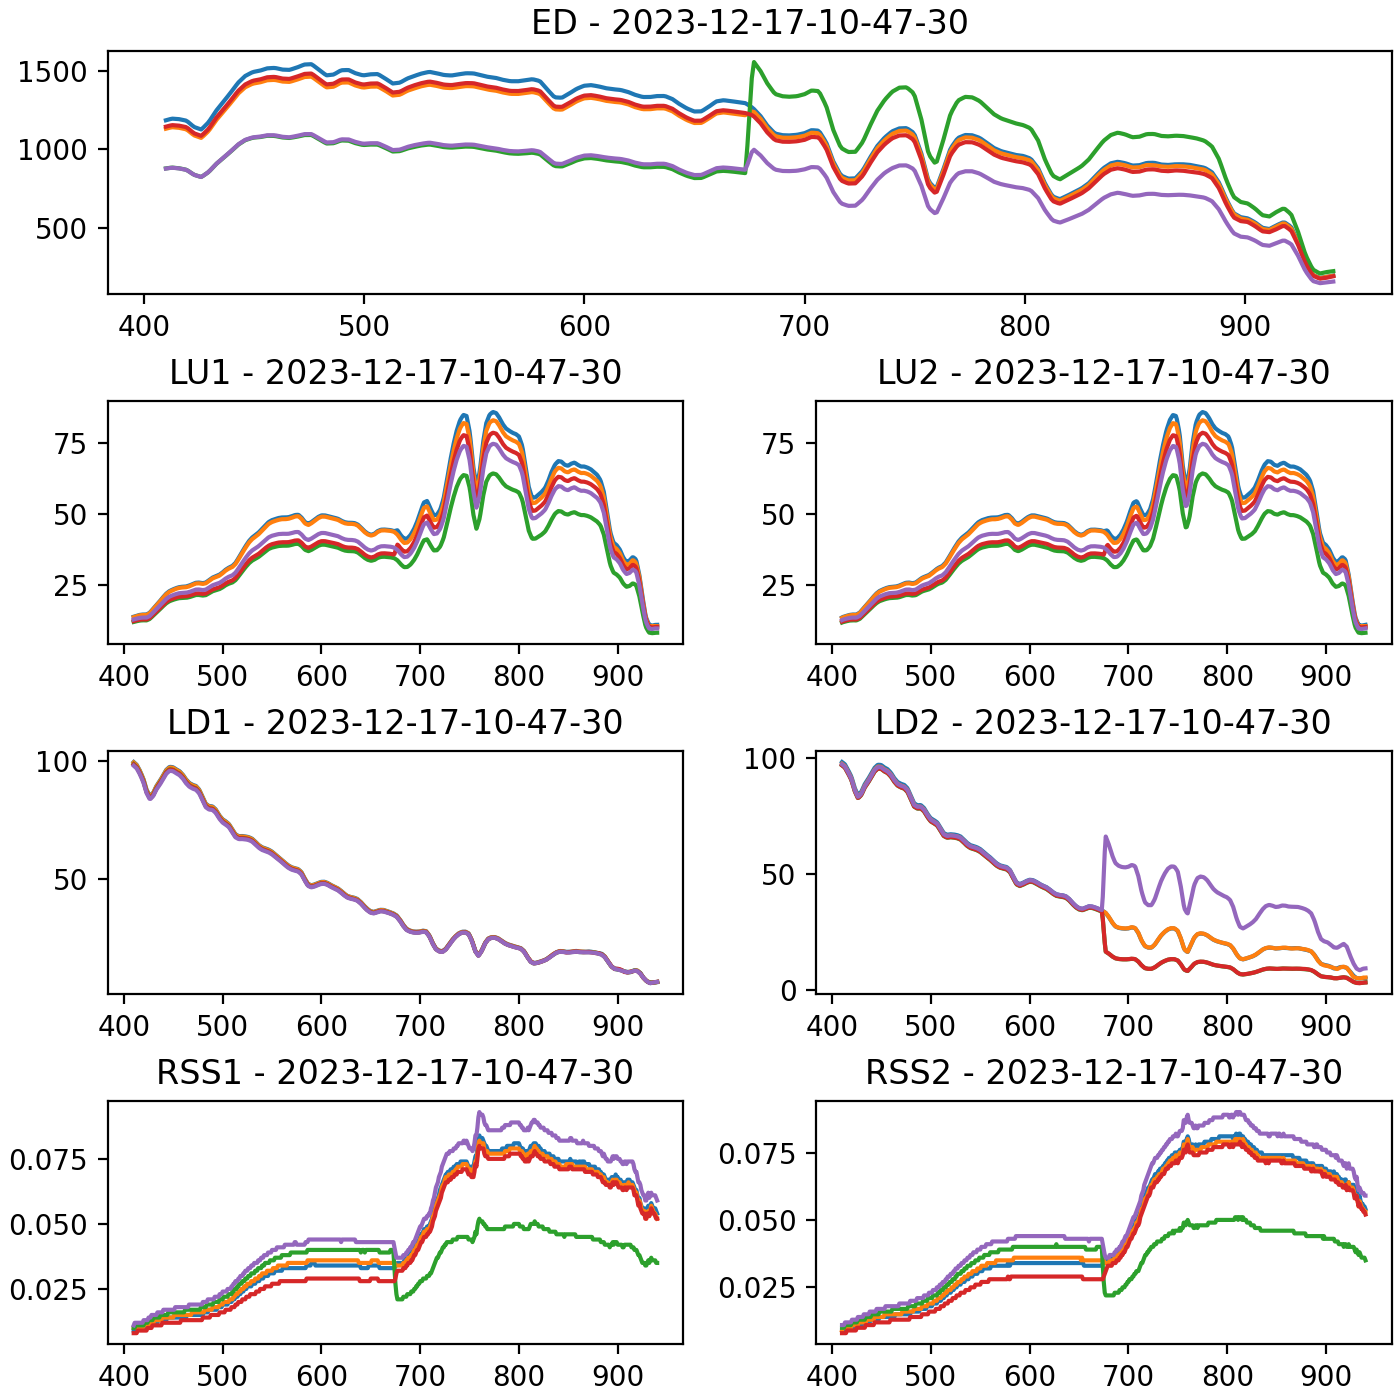 ED - 2023-12-17-10-47-30
1500
1000
500
400 500 600 700 800 900
LU1 - 2023-12-17-10-47-30
75
50
25
400 500 600 700 800 900
LU2 - 2023-12-17-10-47-30
75
50
25
400 500 600 700 800 900
LD1 - 2023-12-17-10-47-30
100
50
400 500 600 700 800 900
LD2 - 2023-12-17-10-47-30
100
50
0
400 500 600 700 800 900
RSS1 - 2023-12-17-10-47-30
0.075
0.050
0.025
400 500 600 700 800 900
RSS2 - 2023-12-17-10-47-30
0.075
0.050
0.025
400 500 600 700 800 900